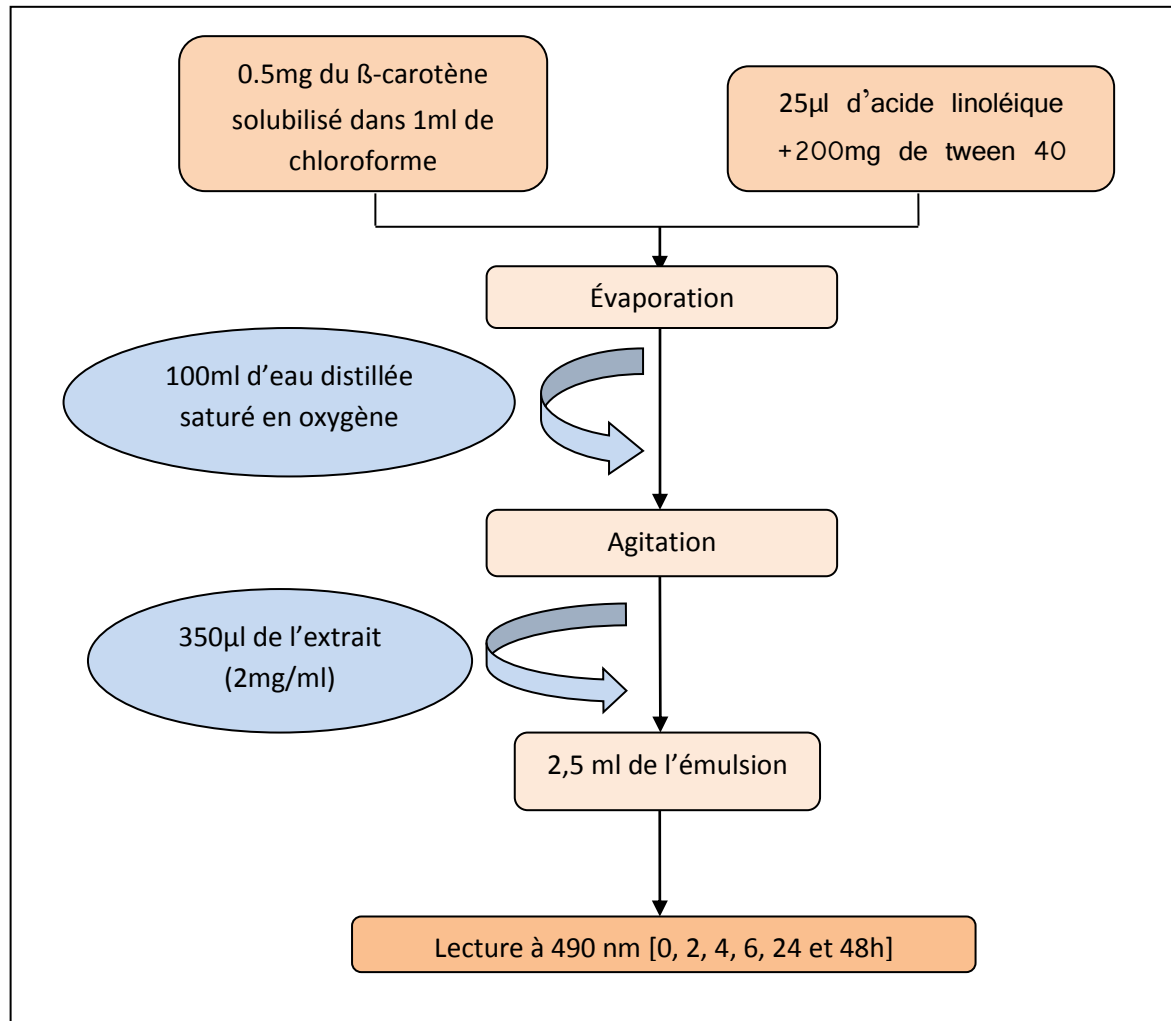 0.5mg du ß-carotène
solubilisé dans 1ml de
chloroforme
25µl d’acide linoléique
+200mg de tween 40
Évaporation
100ml d’eau distillée
saturé en oxygène
Agitation
350µl de l’extrait
(2mg/ml)
2,5 ml de l’émulsion
Lecture à 490 nm [0, 2, 4, 6, 24 et 48h]